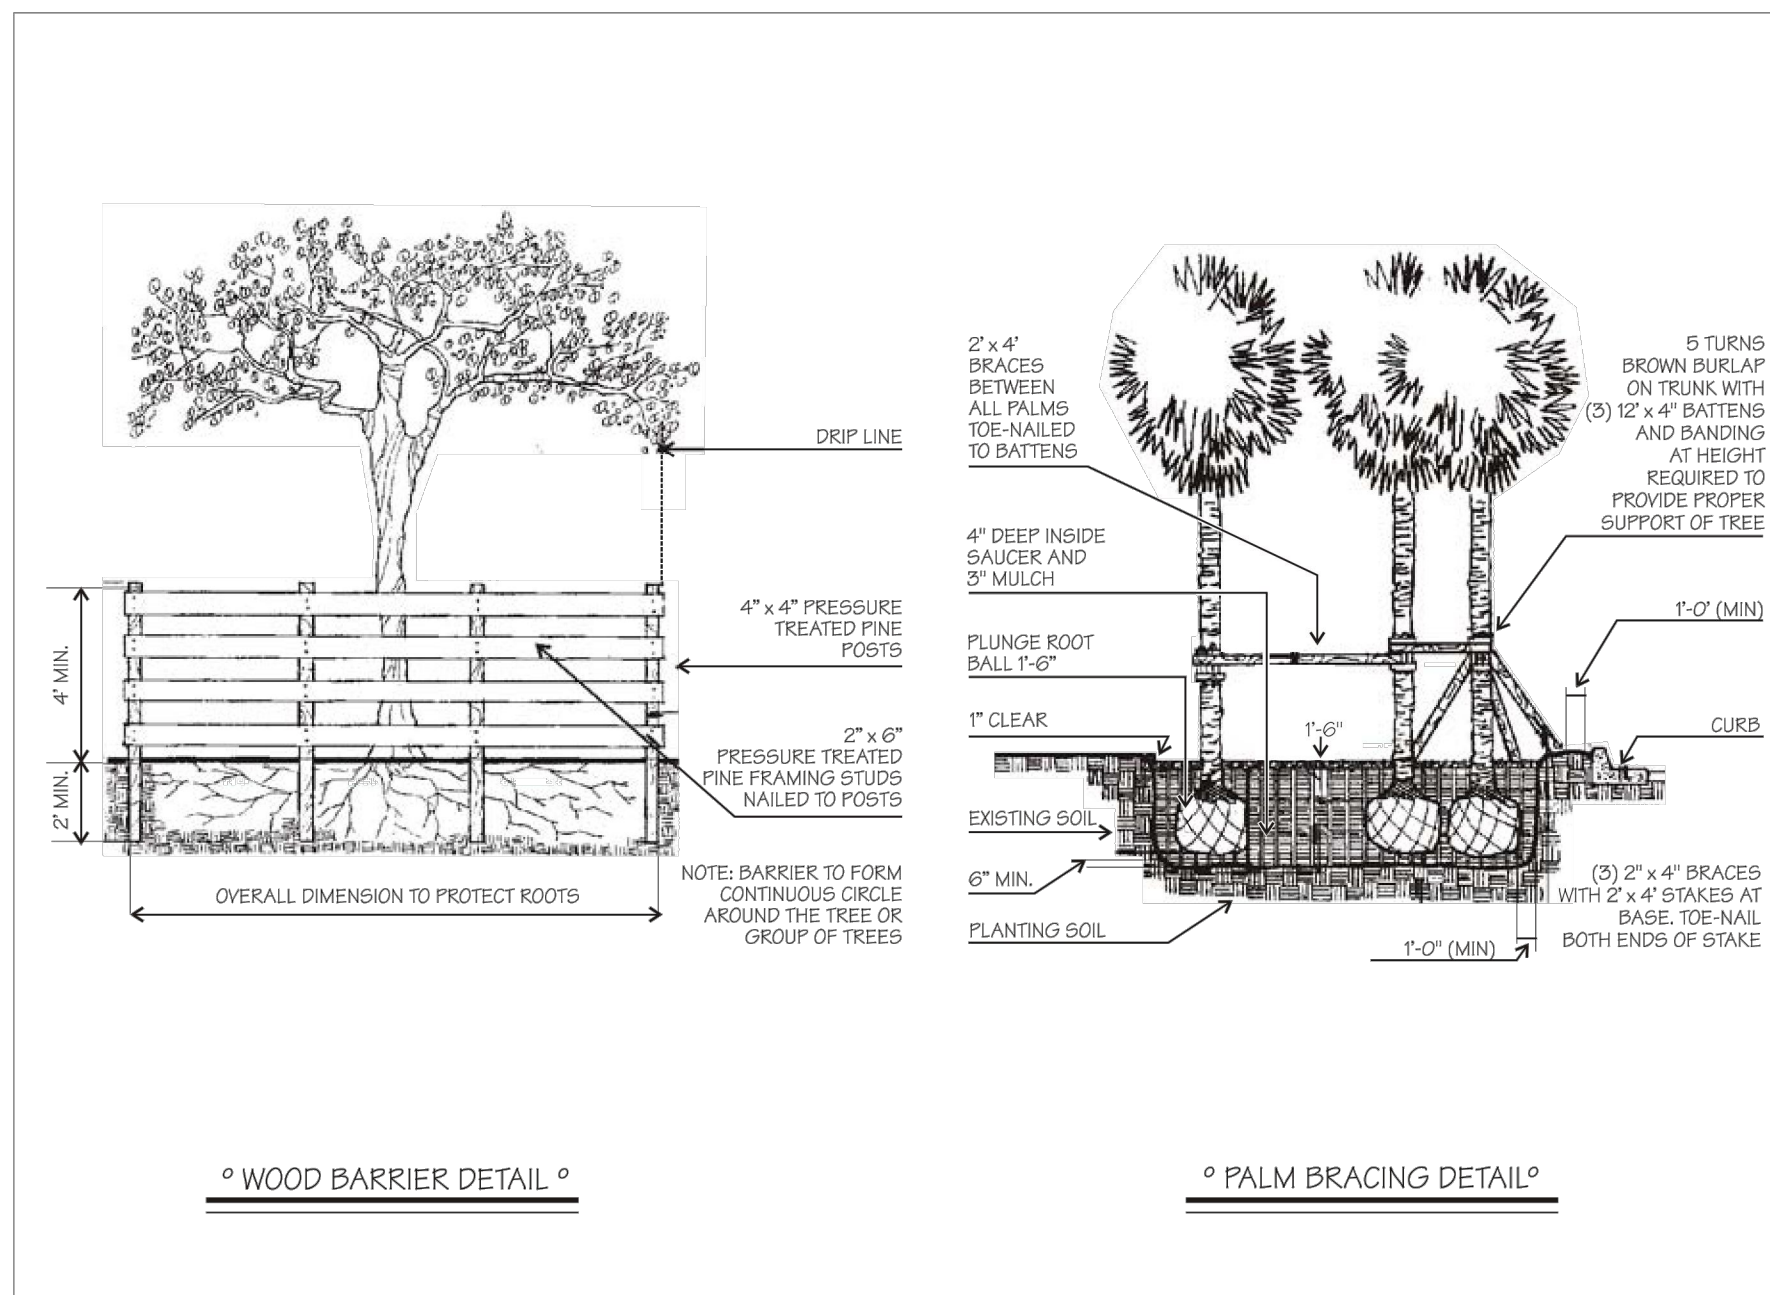 DRIP LINE
4” x 4” PRESSURE
TREATED PINE
POSTS
4' MIN.
2' MIN.
2” x 6”
PRESSURE TREATED
PINE FRAMING STUDS
NAILED TO POSTS
OVERALL DIMENSION TO PROTECT ROOTS
NOTE: BARRIER TO FORM
CONTINUOUS CIRCLE
AROUND THE TREE OR
GROUP OF TREES
º WOOD BARRIER DETAIL º
2' x 4'
BRACES
BETWEEN
ALL PALMS
TOE-NAILED
TO BATTENS
4" DEEP INSIDE
SAUCER AND
3" MULCH
PLUNGE ROOT
BALL 1'-6”
1” CLEAR
EXISTING SOIL
6” MIN.
PLANTING SOIL
1'-6"
5 TURNS
BROWN BURLAP
ON TRUNK WITH
(3) 12' x 4" BATTENS
AND BANDING
AT HEIGHT
REQUIRED TO
PROVIDE PROPER
SUPPORT OF TREE
1'-0' (MIN)
CURB
(3) 2" x 4" BRACES
WITH 2' x 4' STAKES AT
BASE. TOE-NAIL
BOTH ENDS OF STAKE
1'-0" (MIN)
º PALM BRACING DETAILº